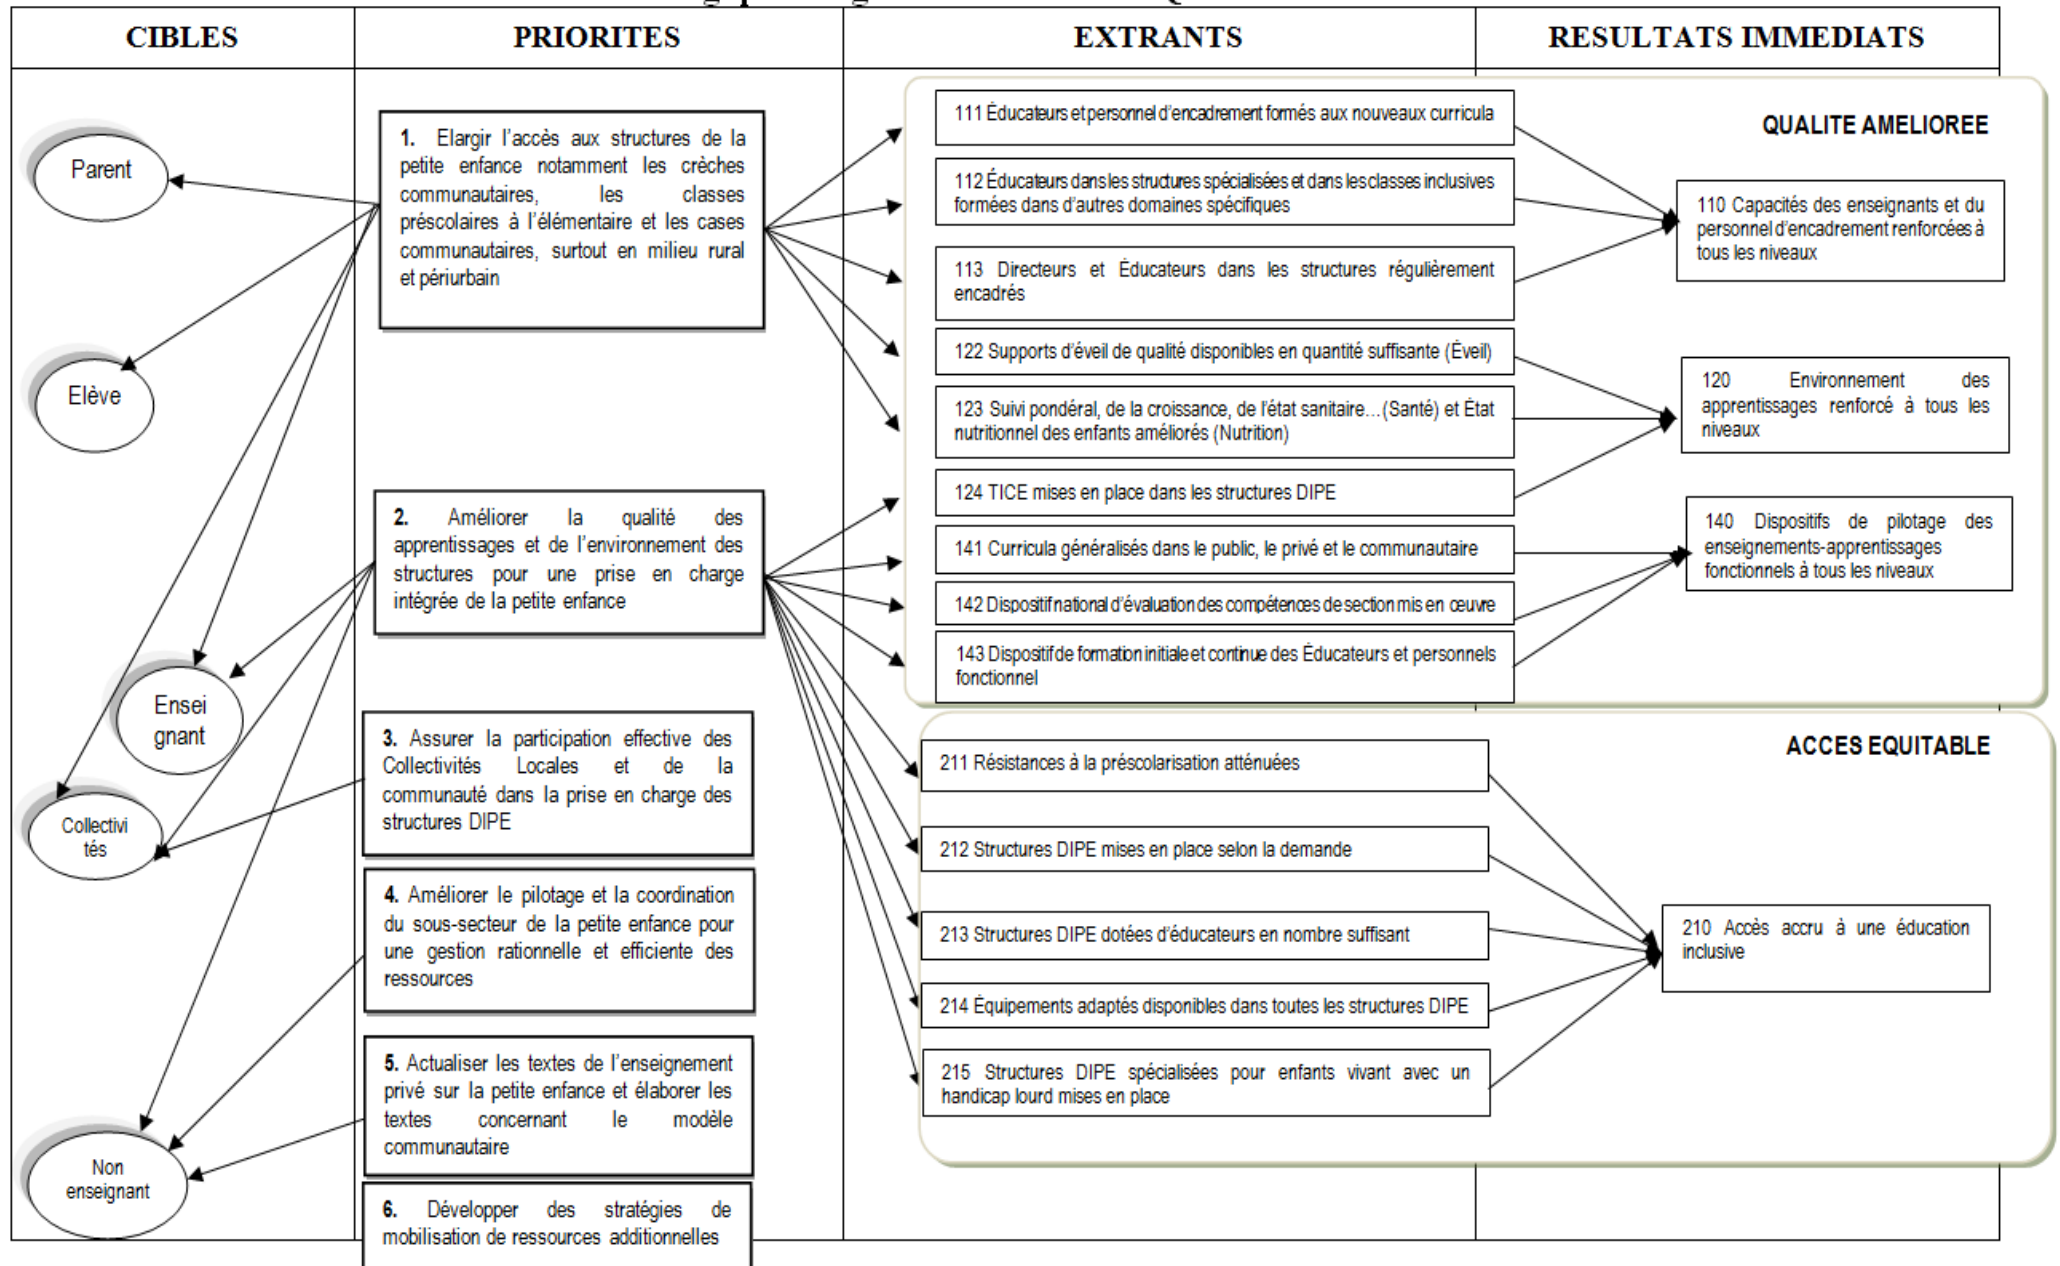 CIBLES
PRIORITES
EXTRANTS
RESULTATS IMMEDIATS
Parent
Elève
Ensei
gnant
Collectivi
tés
Non
enseignant
1. Elargir l'accès aux structures de la
petite enfance notamment les crèches
communautaires, les classes
préscolaires à l'élémentaire et les cases
communautaires, surtout en milieu rural
et périurbain
2. Améliorer la qualité des
apprentissages et de l'environnement des
structures pour une prise en charge
intégrée de la petite enfance
3. Assurer la participation effective des
Collectivités Locales et de la
communauté dans la prise en charge des
structures DIPE
4. Améliorer le pilotage et la coordination
du sous-secteur de la petite enfance pour
une gestion rationnelle et efficiente des
ressources
5. Actualiser les textes de l'enseignement
privé sur la petite enfance et élaborer les
textes concernant le modèle
communautaire
6. Développer des stratégies de
mobilisation de ressources additionnelles
111 Éducateurs et personnel d'encadrement formés aux nouveaux curricula
112 Éducateurs dans les structures spécialisées et dans les classes inclusives
formées dans d'autres domaines spécifiques
113 Directeurs et Éducateurs dans les structures régulièrement
encadrés
122 Supports d'éveil de qualité disponibles en quantité suffisante (Éveil)
123 Suivi pondéral, de la croissance, de l'état sanitaire…(Santé) et État
nutritionnel des enfants améliorés (Nutrition)
124 TICE mises en place dans les structures DIPE
141 Curricula généralisés dans le public, le privé et le communautaire
142 Dispositif national d'évaluation des compétences de section mis en œuvre
143 Dispositif de formation initiale et continue des Éducateurs et personnels
fonctionnel
211 Résistances à la préscolarisation atténuées
212 Structures DIPE mises en place selon la demande
213 Structures DIPE dotées d'éducateurs en nombre suffisant
214 Équipements adaptés disponibles dans toutes les structures DIPE
215 Structures DIPE spécialisées pour enfants vivant avec un
handicap lourd mises en place
QUALITE AMELIOREE
110 Capacités des enseignants et du
personnel d'encadrement renforcées à
tous les niveaux
120 Environnement des
apprentissages renforcé à tous les
niveaux
140 Dispositifs de pilotage des
enseignements-apprentissages
fonctionnels à tous les niveaux
ACCES EQUITABLE
210 Accès accru à une éducation
inclusive